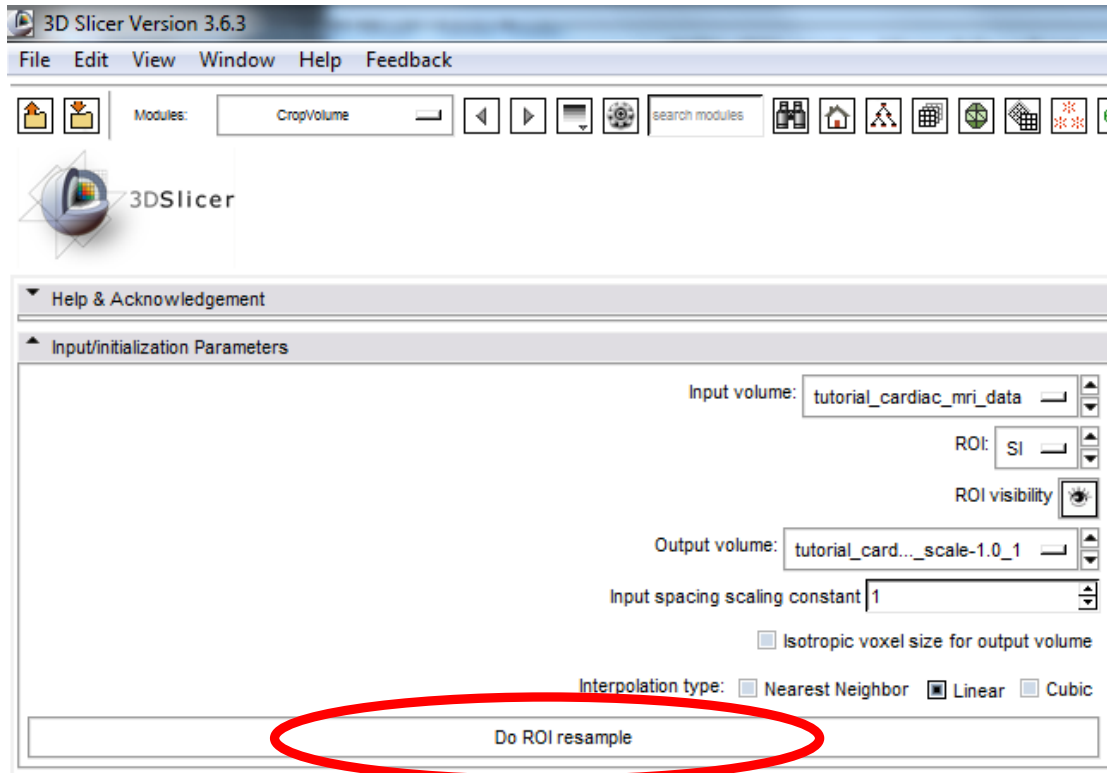 3D Slicer Version 3.6.3
File Edit View Window Help Feedback
Modules: CropVolume search modules
3DSlicer
Help & Acknowledgement
Input/initialization Parameters
Input volume: tutorial_cardiac_mri_data
ROI: SI
ROI visibility
Output volume: tutorial_card..._scale-1.0_1
Input spacing scaling constant 1
Isotropic voxel size for output volume
Interpolation type: Nearest Neighbor Linear Cubic
Do ROI resample